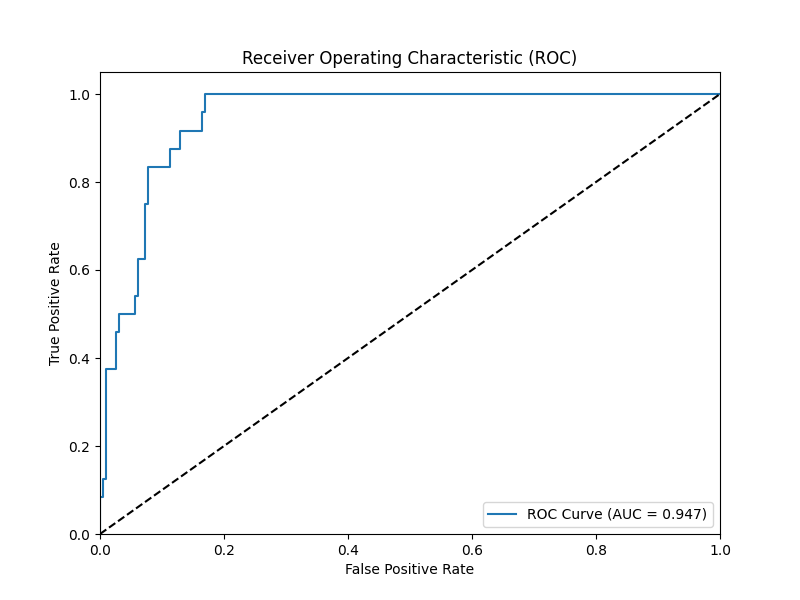 Receiver Operating Characteristic (ROC)
1.0
0.8
0.6
0.4
0.2
0.0
True Positive Rate
ROC Curve (AUC = 0.947)
0.0 0.2 0.4 0.6 0.8 1.0
False Positive Rate